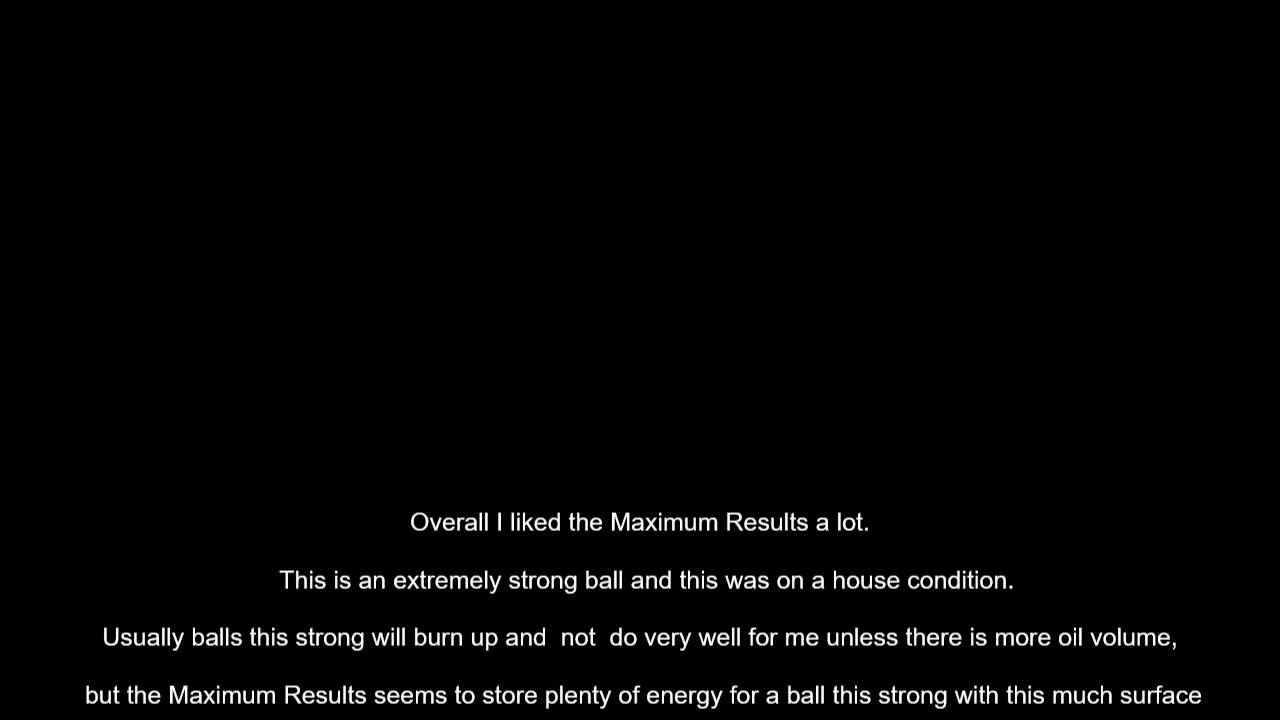 Overall I liked the Maximum Results a lot.
This is an extremely strong ball and this was on a house condition.
Usually balls this strong will burn up and  not  do very well for me unless there is more oil volume,
but the Maximum Results seems to store plenty of energy for a ball this strong with this much surface